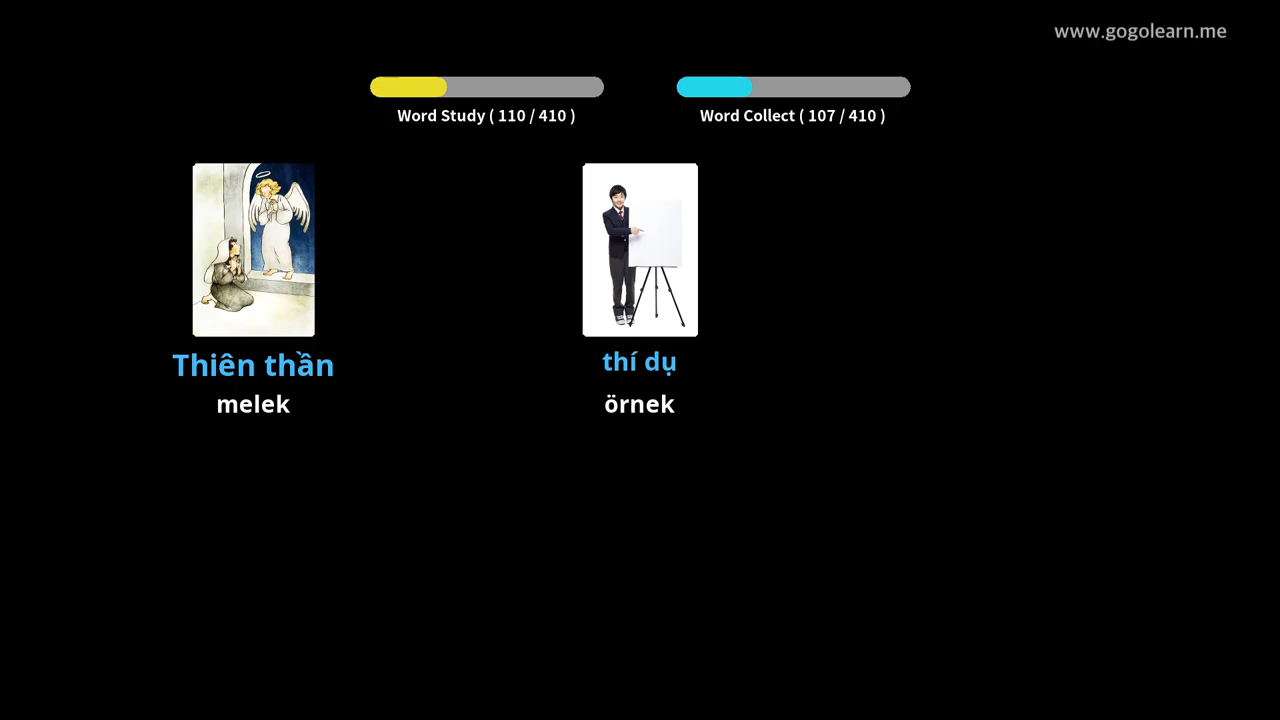 www.gogolearn.me
Word Study ( 110 / 410 )
Word Collect ( 107 / 410 )
Thiên thần
melek
thí dụ
örnek